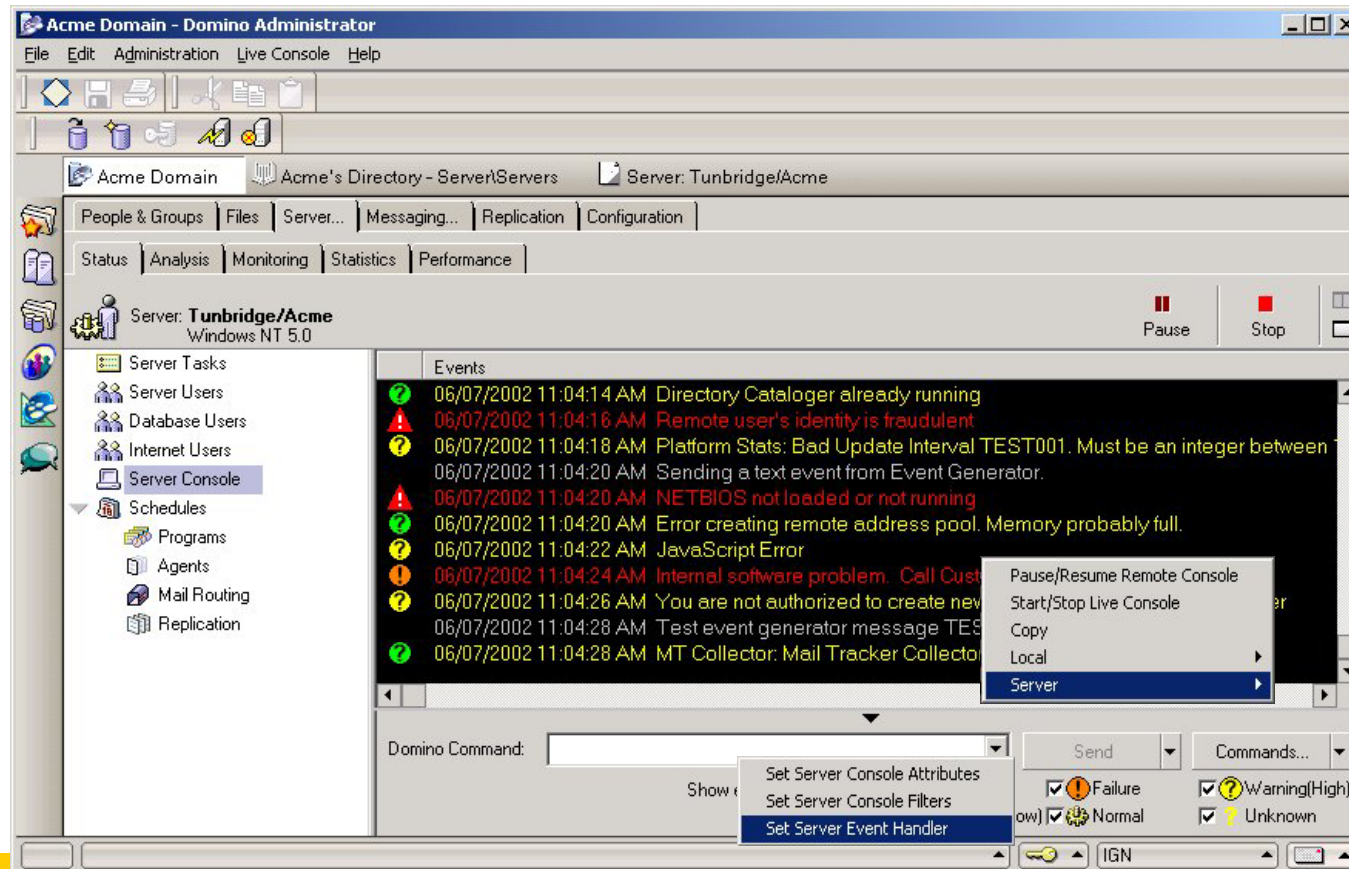 Acme Domain - Domino Administrator
File Edit Administration Live Console Help
Acme Domain Acme's Directory - Server\Servers Server: Tunbridge/Acme
People & Groups Files Server... Messaging... Replication Configuration
Status Analysis Monitoring Statistics Performance
Server: Tunbridge/Acme
Windows NT 5.0
Pause Stop
Server Tasks
Server Users
Database Users
Internet Users
Server Console
Schedules
Programs
Agents
Mail Routing
Replication
Events
06/07/2002 11:04:14 AM Directory Cataloger already running
06/07/2002 11:04:16 AM Remote user's identity is fraudulent
06/07/2002 11:04:18 AM Platform Stats: Bad Update Interval TEST001. Must be an integer between
06/07/2002 11:04:20 AM Sending a text event from Event Generator.
06/07/2002 11:04:20 AM NETBIOS not loaded or not running
06/07/2002 11:04:20 AM Error creating remote address pool. Memory probably full.
06/07/2002 11:04:22 AM JavaScript Error
06/07/2002 11:04:24 AM Internal software problem. Call Cust
06/07/2002 11:04:26 AM You are not authorized to create new er
06/07/2002 11:04:28 AM Test event generator message TES
06/07/2002 11:04:28 AM MT Collector: Mail Tracker Collecto
Pause/Resume Remote Console
Start/Stop Live Console
Copy
Local
Server
Domino Command:
Send Commands...
Set Server Console Attributes
Set Server Console Filters
Set Server Event Handler
Show Failure Warning(High)
ow) Normal Unknown
IGN